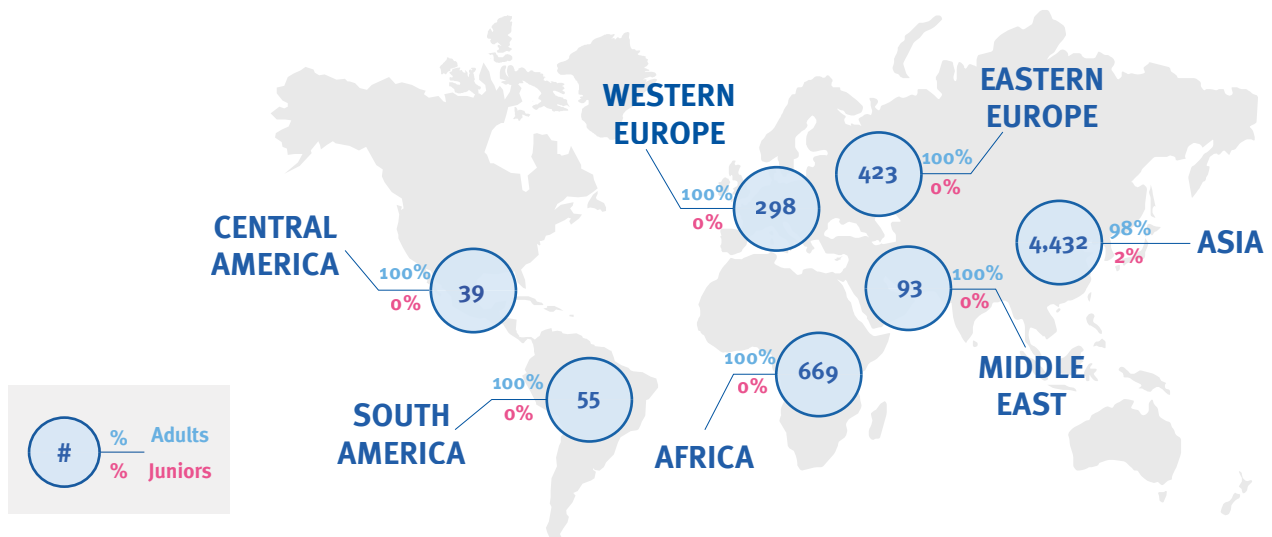 WESTERN
EUROPE
100%
0%
298
EASTERN
EUROPE
423
100%
0%
CENTRAL
AMERICA
100%
0%
39
4,432
98%
2%
ASIA
93
100%
0%
MIDDLE
EAST
SOUTH
AMERICA
100%
0%
55
AFRICA
100%
0%
669
#
% Adults
% Juniors